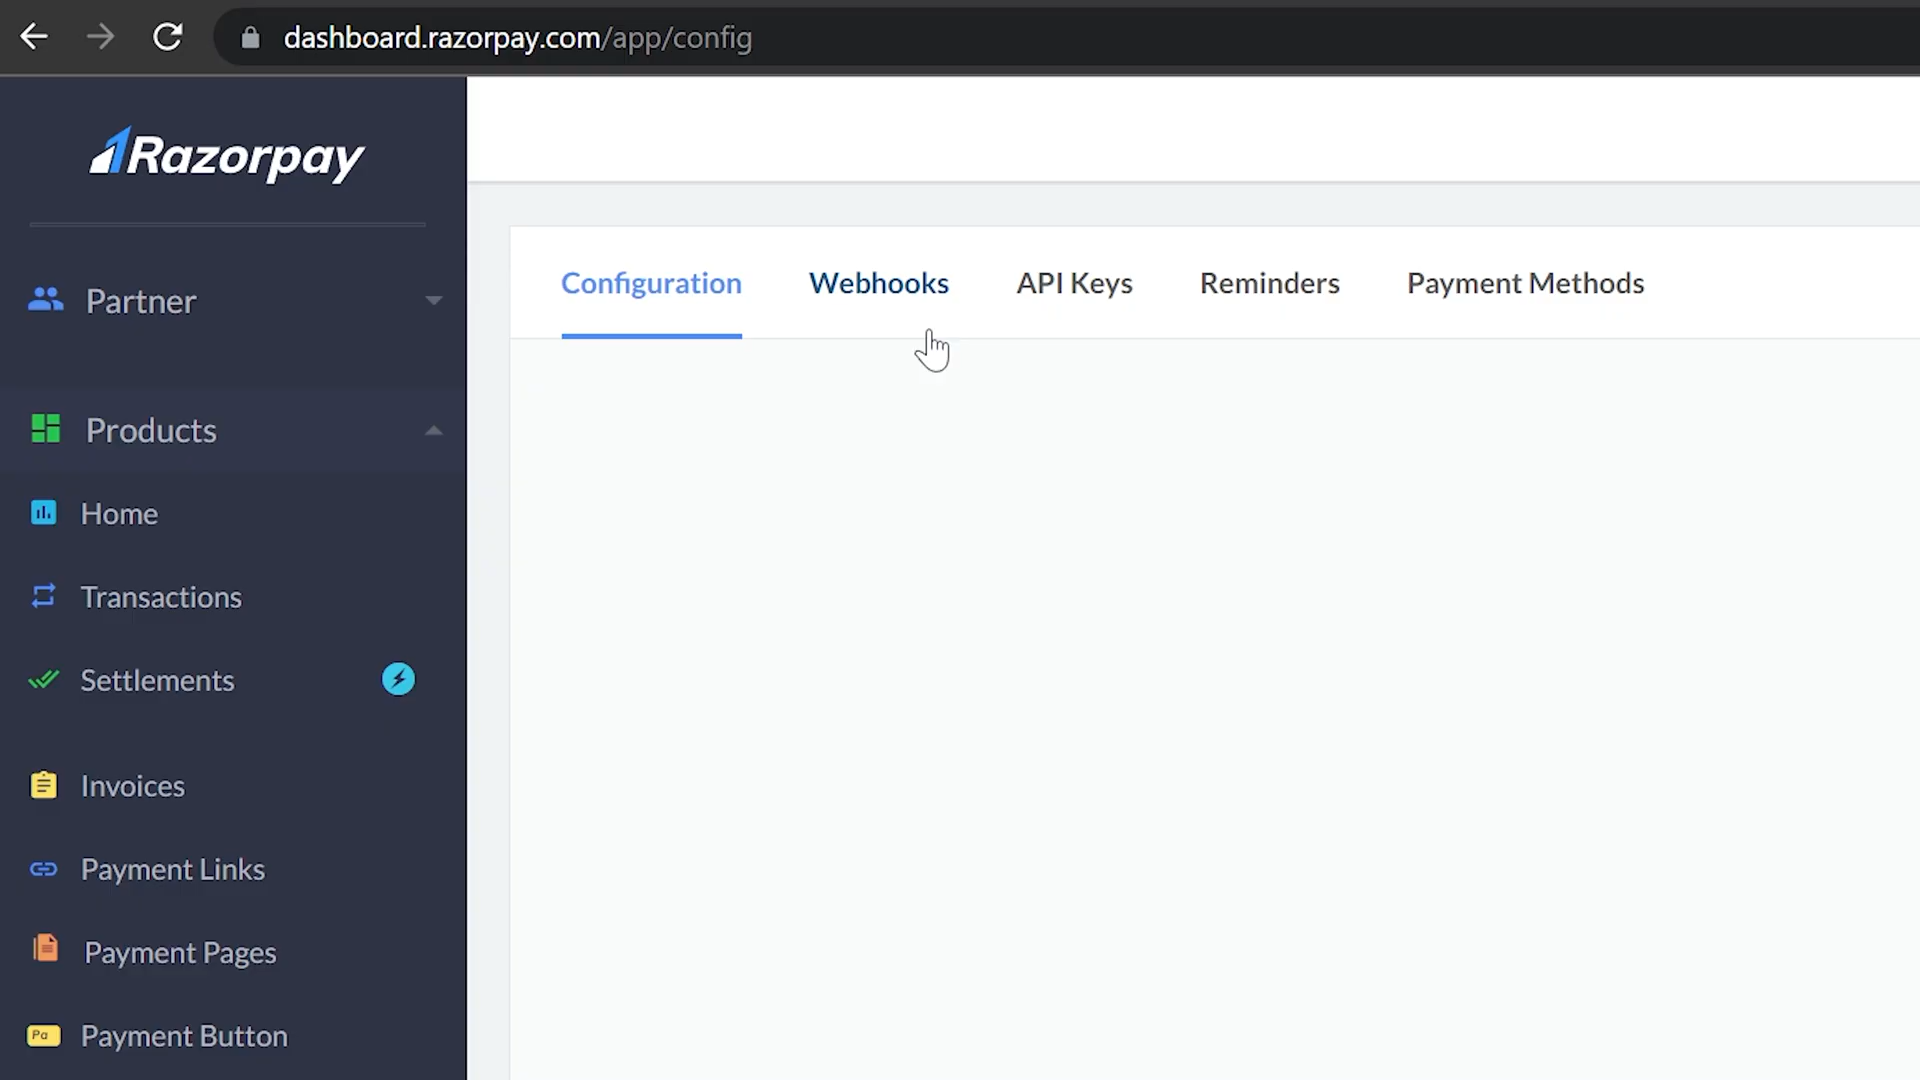 dashboard.razorpay.com/app/config
Razorpay
Partner
Products
Home
Transactions
Settlements
Invoices
Payment Links
Payment Pages
Pa
Payment Button
Configuration Webhooks API Keys Reminders Payment Methods